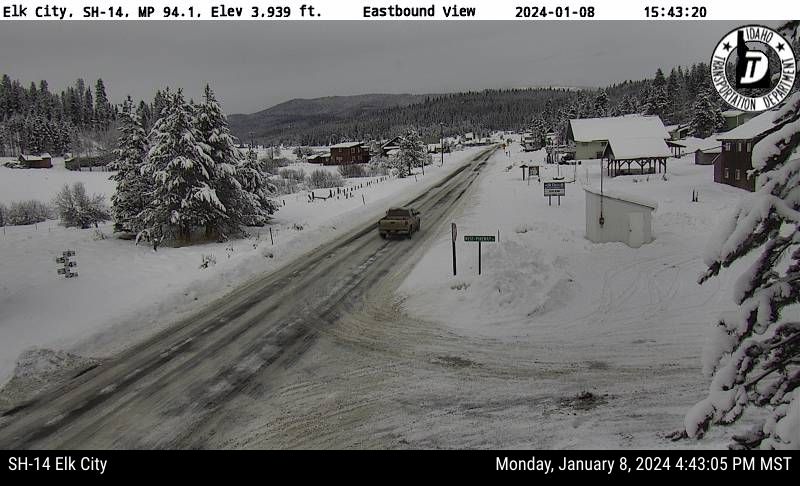 Elk City, SH-14, MP 94.1, Elev 3,939 ft. Eastbound View 2024-01-08 15:43:20
IDAHO
TRANSPORTATION DEPARTMENT
SH-14 Elk City
Monday, January 8, 2024 4:43:05 PM MST